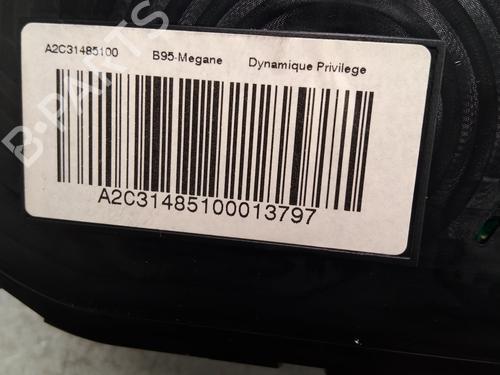 A2C31485100 B95-Megane Dynamique Privilege
A2C31485100013797
B-PARTS